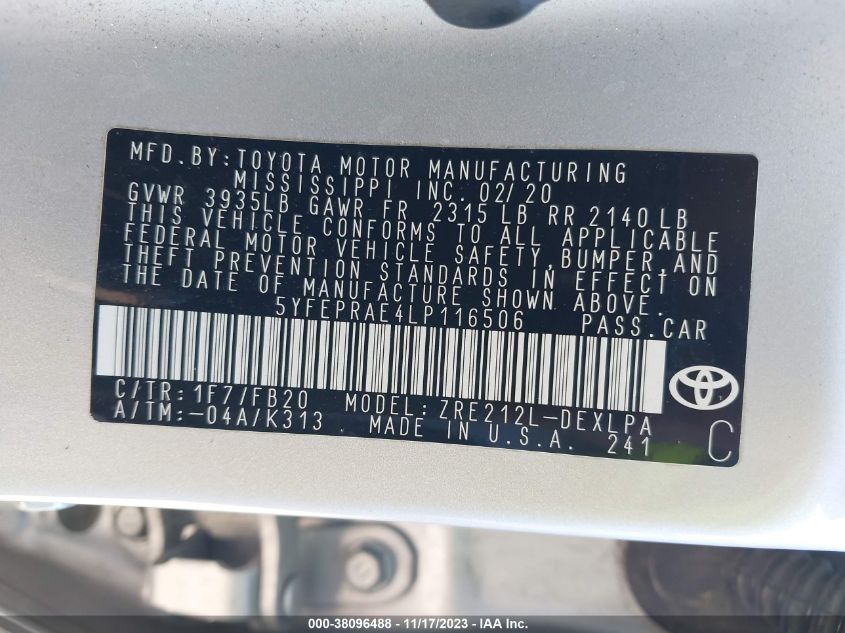 MFD.BY:TOYOTA MOTOR MANUFACTURING
MISSISSIPPI INC. 02/20
GVWR 3935LB GAWR FR 2315 LB RR 2140 LB
THIS VEHICLE CONFORMS TO ALL APPLICABLE
FEDERAL MOTOR VEHICLE SAFETY,BUMPER,AND
THEFT PREVENTION STANDARDS IN EFFECT ON
THE DATE OF MANUFACTURE SHOWN ABOVE.
5YFEPRAE4LP116506 PASS.CAR
C/TR:1F7/FB20 MODEL:ZRE212L-DEXLPA
A/TM:-04A/K313 . MADE IN U.S.A. 241
C
000-38096488 - 11/17/2023 - IAA Inc.